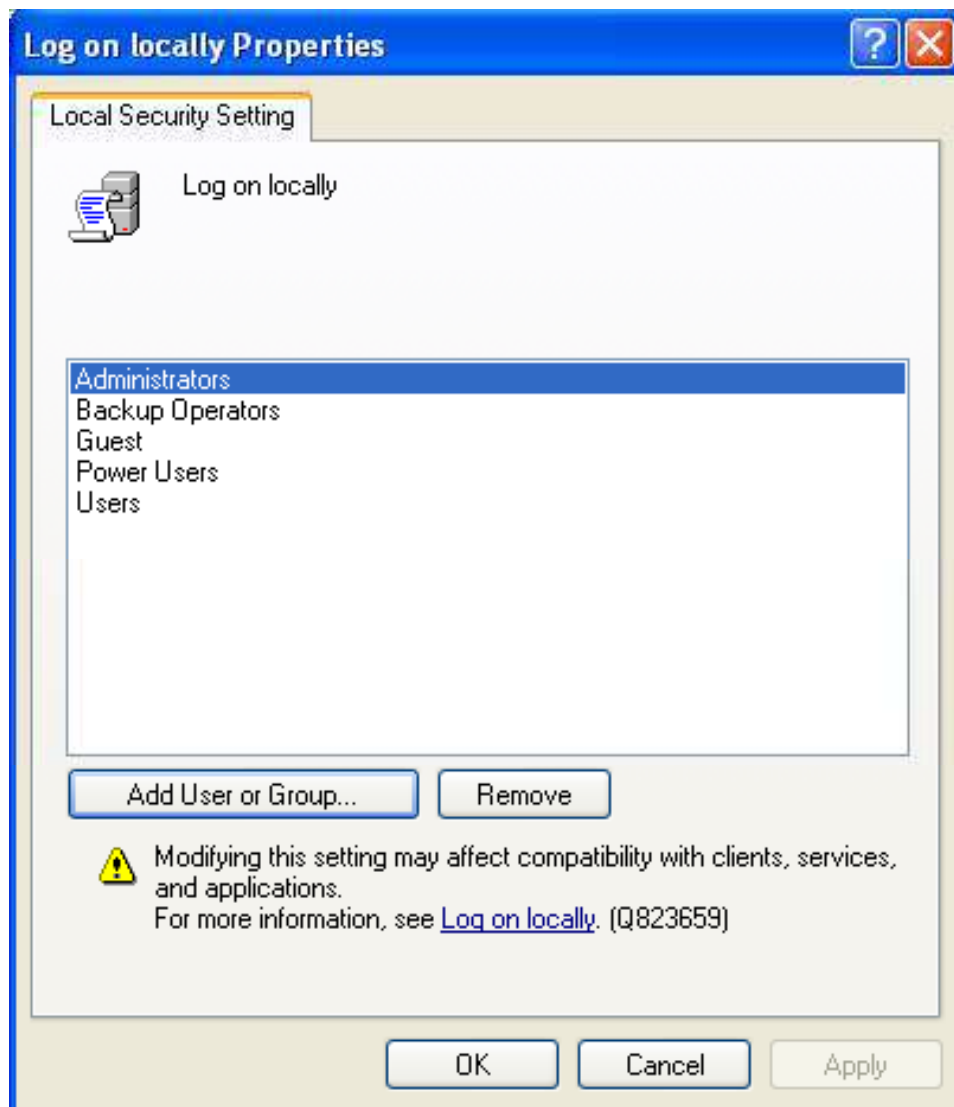 Log on locally Properties
Local Security Setting
Log on locally
Administrators
Backup Operators
Guest
Power Users
Users
Add User or Group...
Remove
Modifying this setting may affect compatibility with clients, services,
and applications.
For more information, see Log on locally. (Q823659)
OK
Cancel
Apply